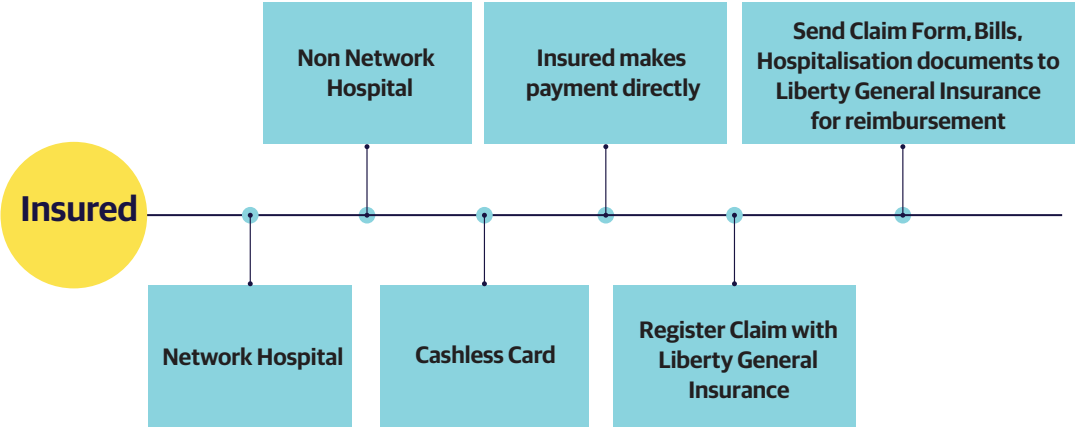 Non Network
Hospital
Insured makes
payment directly
Send Claim Form, Bills,
Hospitalisation documents to
Liberty General Insurance
for reimbursement
Insured
Network Hospital
Cashless Card
Register Claim with
Liberty General
Insurance